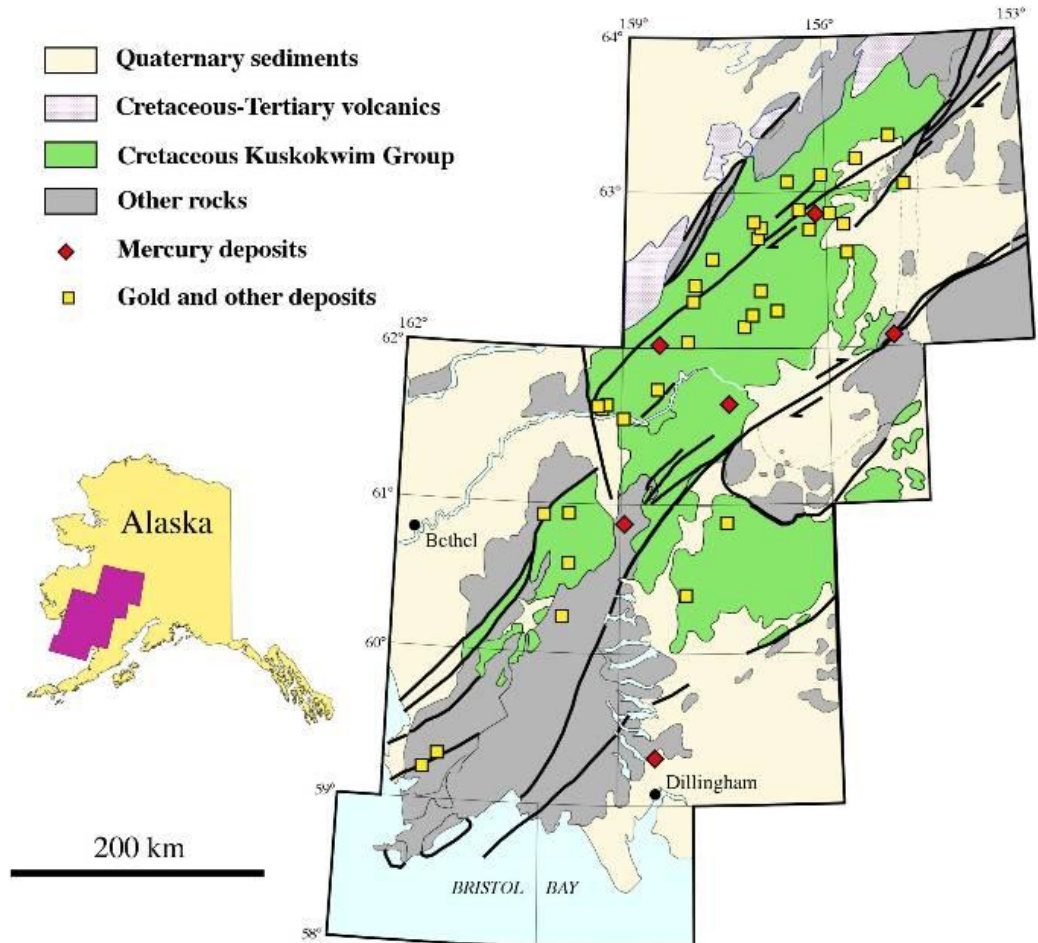 Quaternary sediments
Cretaceous-Tertiary volcanics
Cretaceous Kuskokwim Group
Other rocks
Mercury deposits
Gold and other deposits
159°
156°
153°
64°
63°
162°
62°
61°
Bethel
Alaska
60°
59°
Dillingham
200 km
BRISTOL BAY
58°